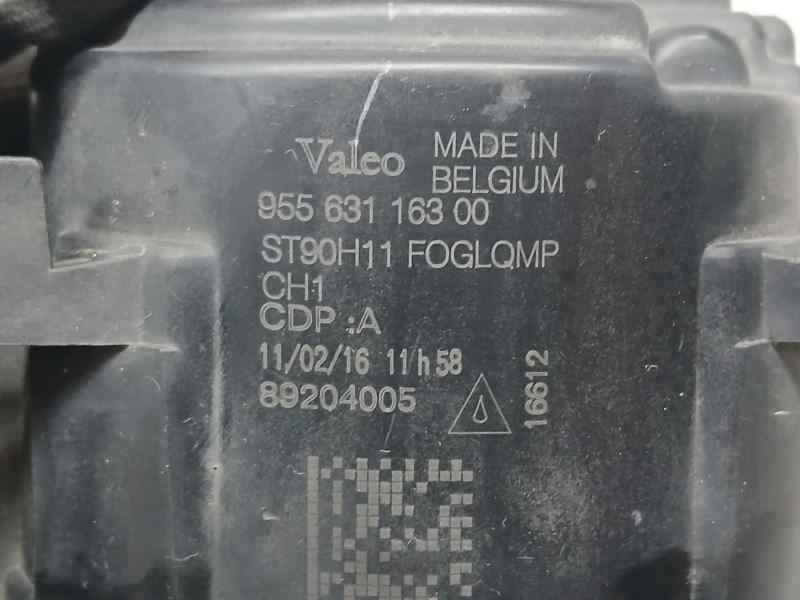 Valeo MADE IN
BELGIUM
955 631 163 00
ST90H11 FOGLQMP
CH1
CDP :A
11/02/16 11h58
89204005
16612